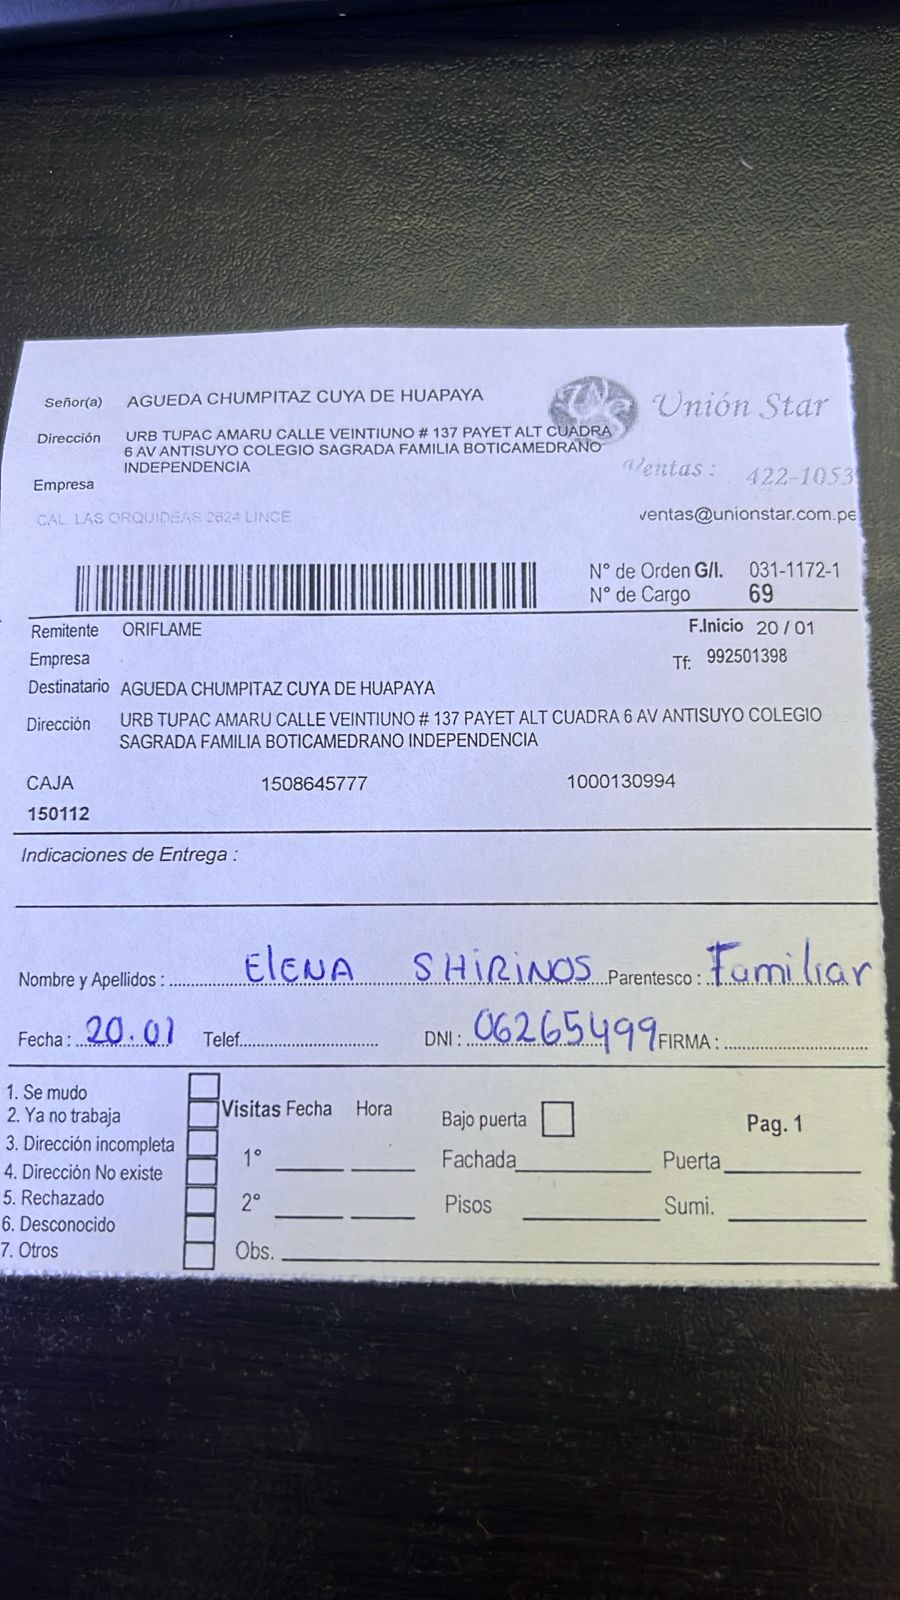 Señor(a) AGUEDA CHUMPITAZ CUYA DE HUAPAYA
Unión Star
Dirección URB TUPAC AMARU CALLE VEINTIUNO # 137 PAYET ALT CUADRA
6 AV ANTISUYO COLEGIO SAGRADA FAMILIA BOTICAMEDRANO
INDEPENDENCIA
Ventas : 422-1053
Empresa
CAL. LAS ORQUIDEAS 2624 LINCE
ventas@unionstar.com.pe
N° de Orden G/I. 031-1172-1
N° de Cargo 69
Remitente ORIFLAME F.Inicio 20 / 01
Empresa Tf: 992501398
Destinatario AGUEDA CHUMPITAZ CUYA DE HUAPAYA
Dirección URB TUPAC AMARU CALLE VEINTIUNO # 137 PAYET ALT CUADRA 6 AV ANTISUYO COLEGIO
SAGRADA FAMILIA BOTICAMEDRANO INDEPENDENCIA
CAJA 1508645777 1000130994
150112
Indicaciones de Entrega :
Nombre y Apellidos : ElENA SHIRINOS Parentesco : Familiar
Fecha : 20.01 Telef. DNI : 06265499 FIRMA :
1. Se mudo
2. Ya no trabaja
3. Dirección incompleta
4. Dirección No existe
5. Rechazado
6. Desconocido
7. Otros
Visitas Fecha Hora
1°
2°
Obs.
Bajo puerta Pag. 1
Fachada Puerta
Pisos Sumi.